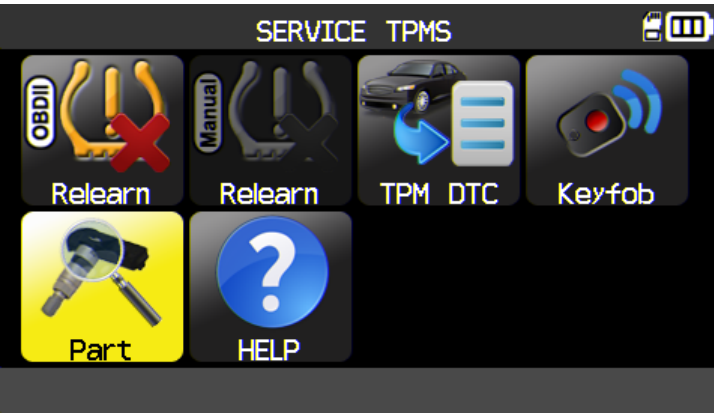 SERVICE TPMS
OBDII
Relearn
Manual
Relearn
TPM DTC
Keyfob
Part
?
HELP